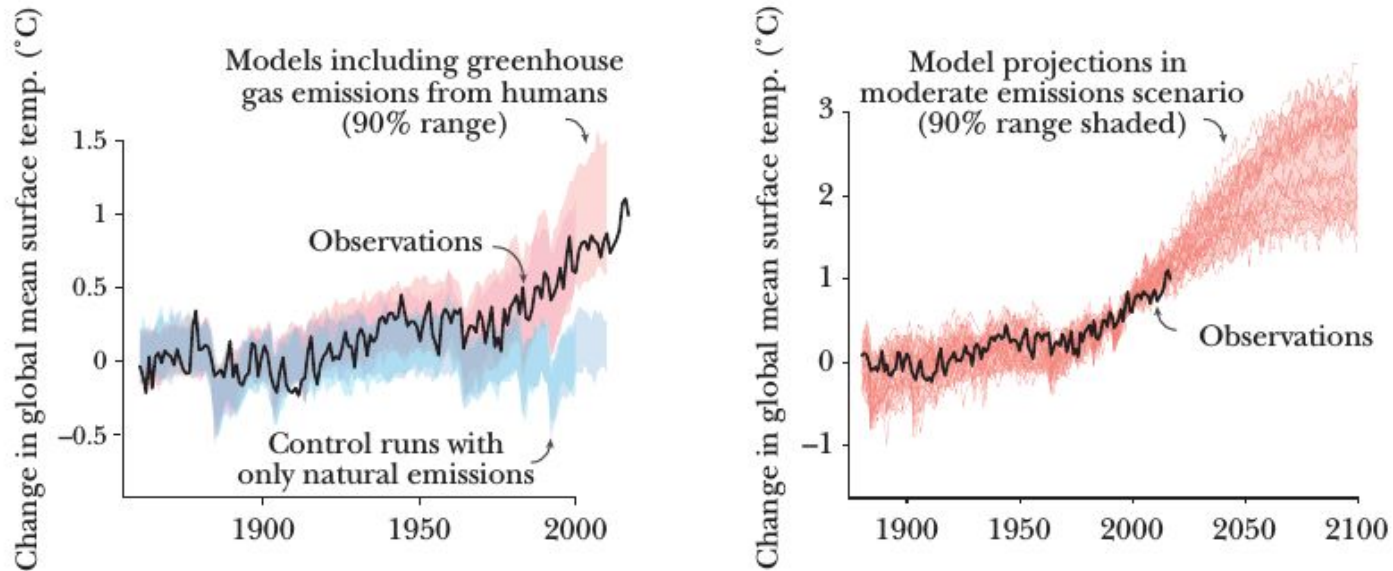 Change in global mean surface temp. (˚C)
Models including greenhouse
gas emissions from humans
(90% range)
1.5
1
0.5
0
–0.5
Observations
Control runs with
only natural emissions
1900
1950
2000
Change in global mean surface temp. (˚C)
Model projections in
moderate emissions scenario
(90% range shaded)
3
2
1
0
–1
Observations
1900
1950
2000
2050
2100